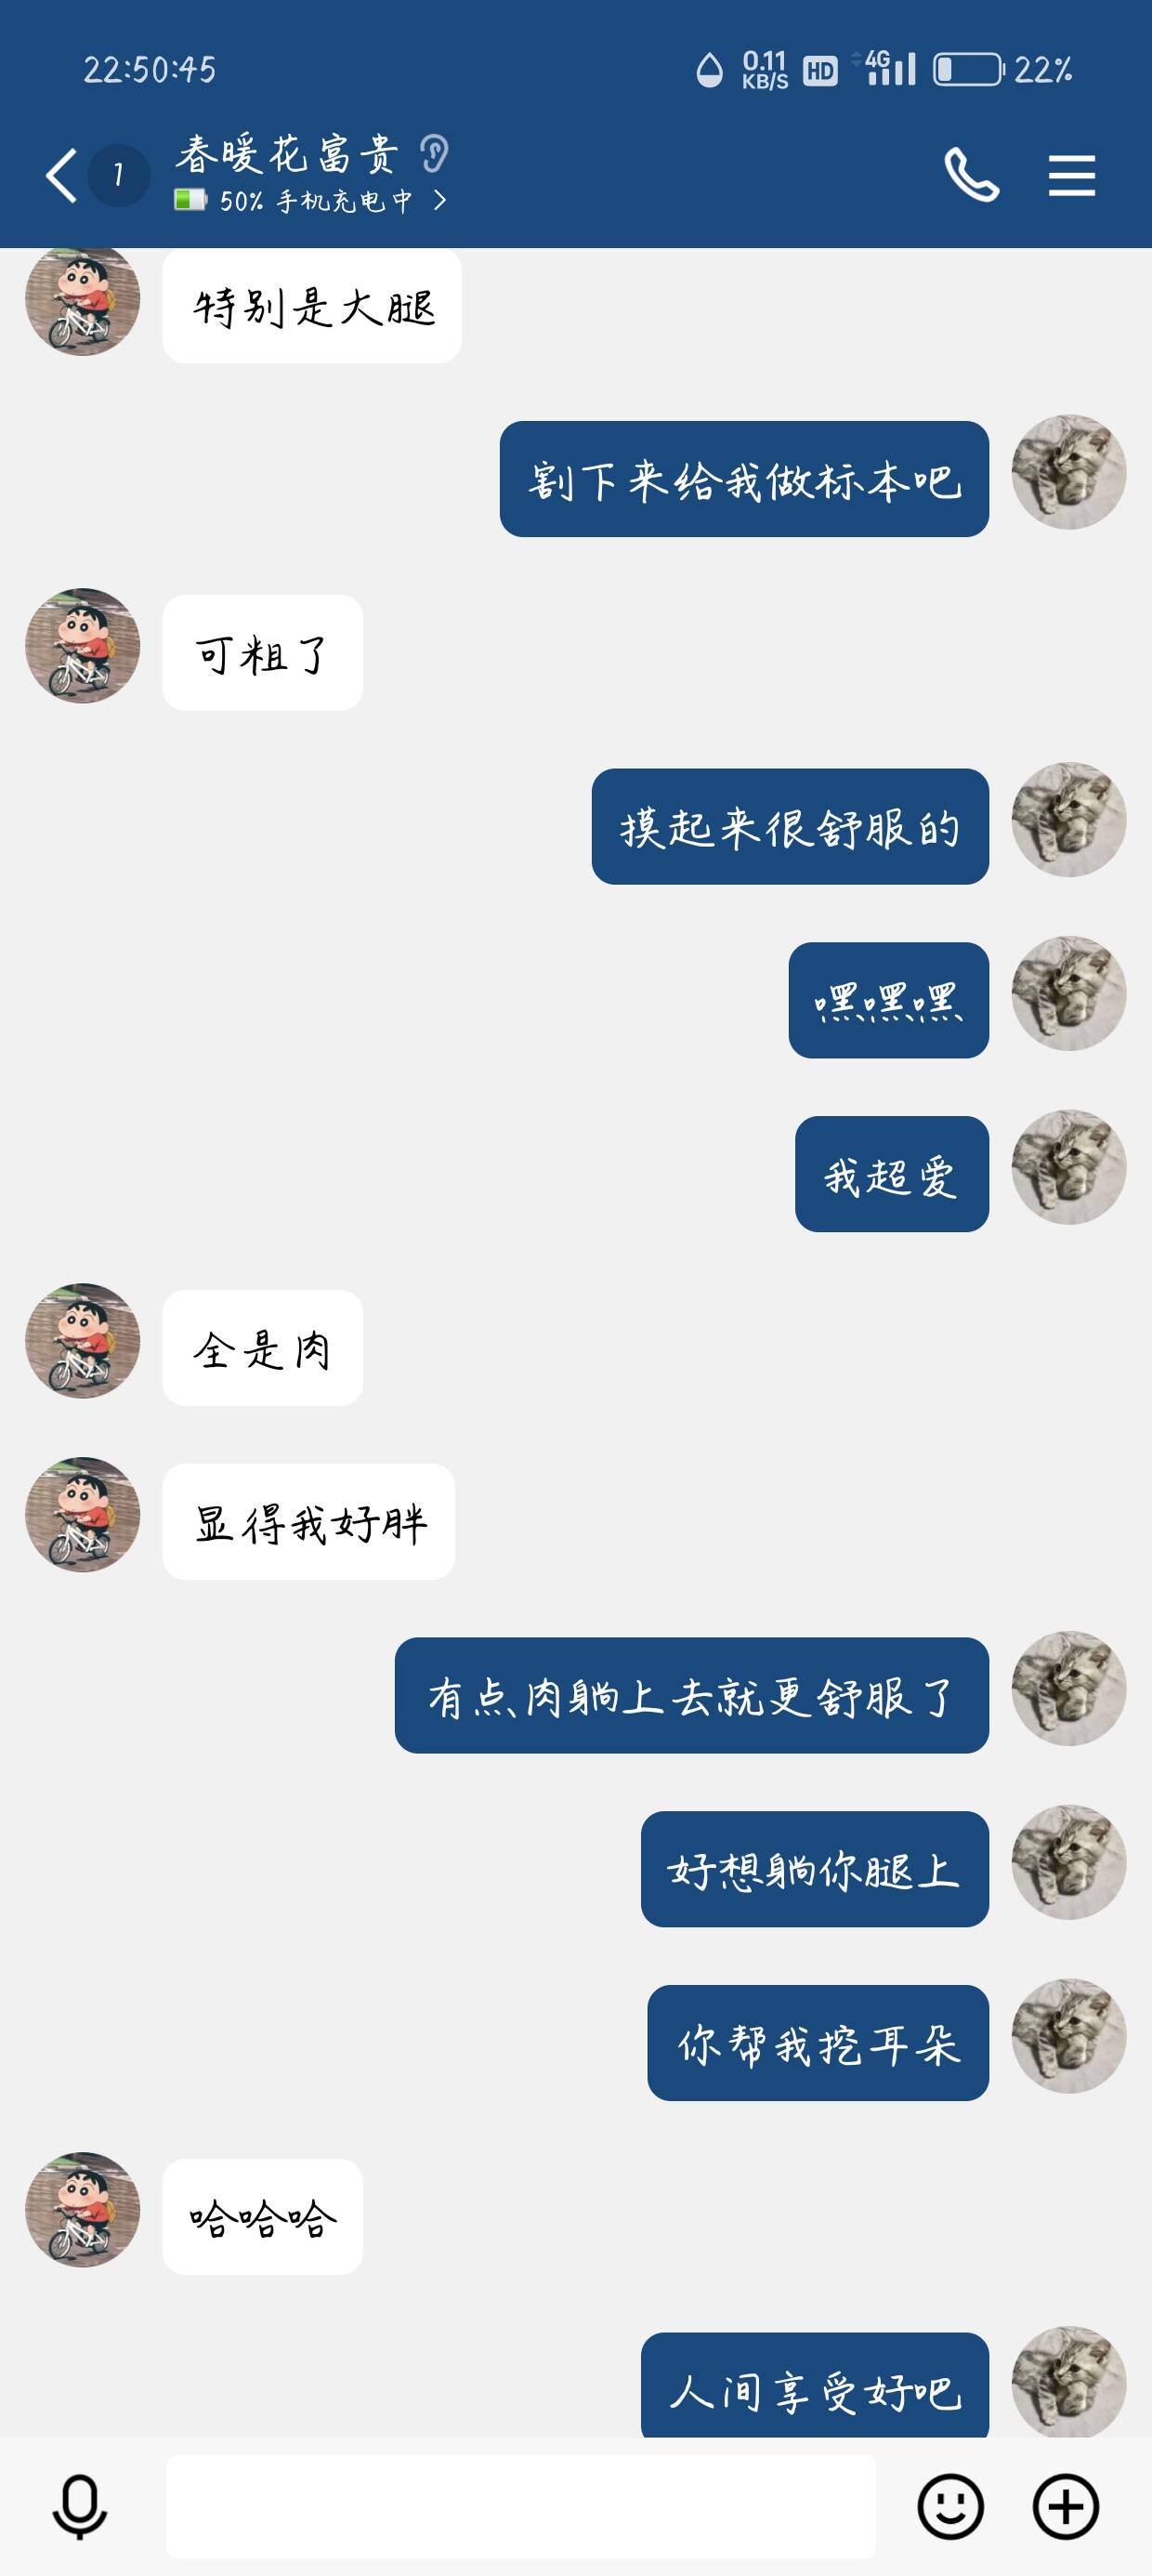 22:50:45
0.11
KB/S
HD
4G
22%
1
春暖花富贵
50% 手机充电中
特别是大腿
割下来给我做标本吧
可粗了
摸起来很舒服的
嘿嘿嘿
我超爱
全是肉
显得我好胖
有点肉躺上去就更舒服了
好想躺你腿上
你帮我挖耳朵
哈哈哈
人间享受好吧